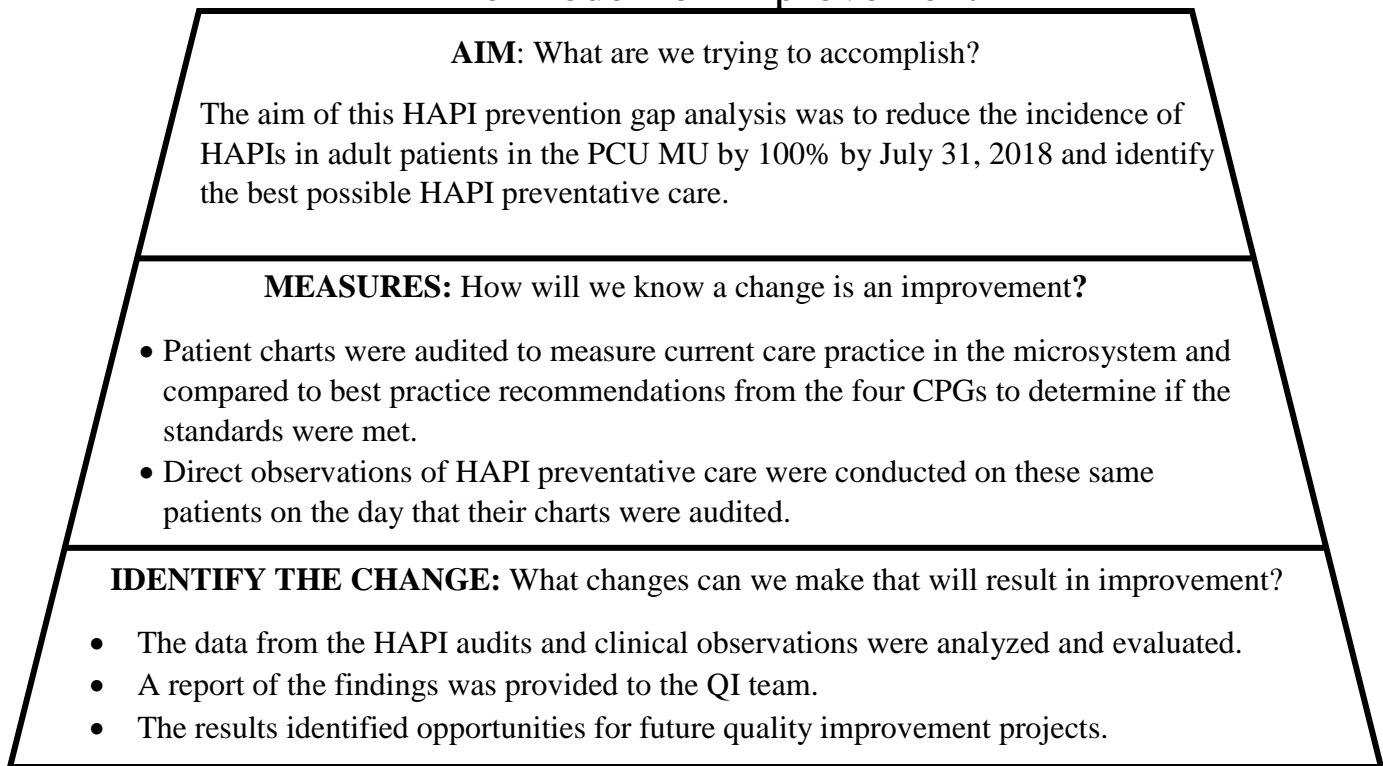 AIM: What are we trying to accomplish?
The aim of this HAPI prevention gap analysis was to reduce the incidence of
HAPIs in adult patients in the PCU MU by 100% by July 31, 2018 and identify
the best possible HAPI preventative care.
MEASURES: How will we know a change is an improvement?
• Patient charts were audited to measure current care practice in the microsystem and
compared to best practice recommendations from the four CPGs to determine if the
standards were met.
• Direct observations of HAPI preventative care were conducted on these same
patients on the day that their charts were audited.
IDENTIFY THE CHANGE: What changes can we make that will result in improvement?
• The data from the HAPI audits and clinical observations were analyzed and evaluated.
• A report of the findings was provided to the QI team.
• The results identified opportunities for future quality improvement projects.